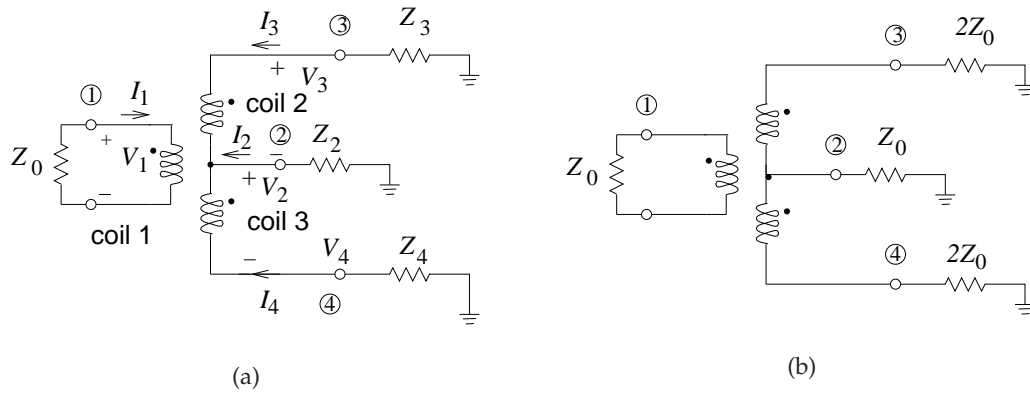 I3
③
Z3
+
V3
①
I1
coil 2
+
I2
②
Z2
Z0
V1
−
+
V2
−
coil 3
coil 1
−
V4
Z4
I4
④
(a)
③
2Z0
①
②
Z0
Z0
④
2Z0
(b)